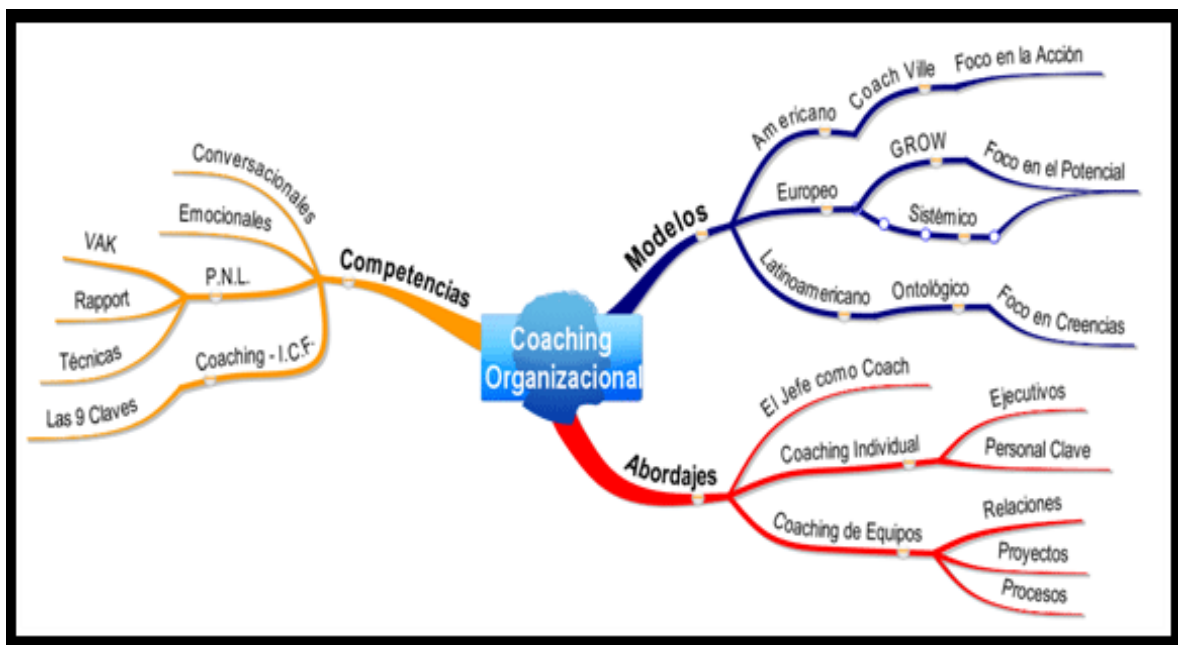 Coaching
Organizacional
Modelos
Americano
Coach Ville
Foco en la Acción
Europeo
GROW
Sistémico
Foco en el Potencial
Latinoamericano
Ontológico
Foco en Creencias
Abordajes
El Jefe como Coach
Coaching Individual
Ejecutivos
Personal Clave
Coaching de Equipos
Relaciones
Proyectos
Procesos
Competencias
Conversacionales
Emocionales
P.N.L.
VAK
Rapport
Técnicas
Coaching - I.C.F.
Las 9 Claves